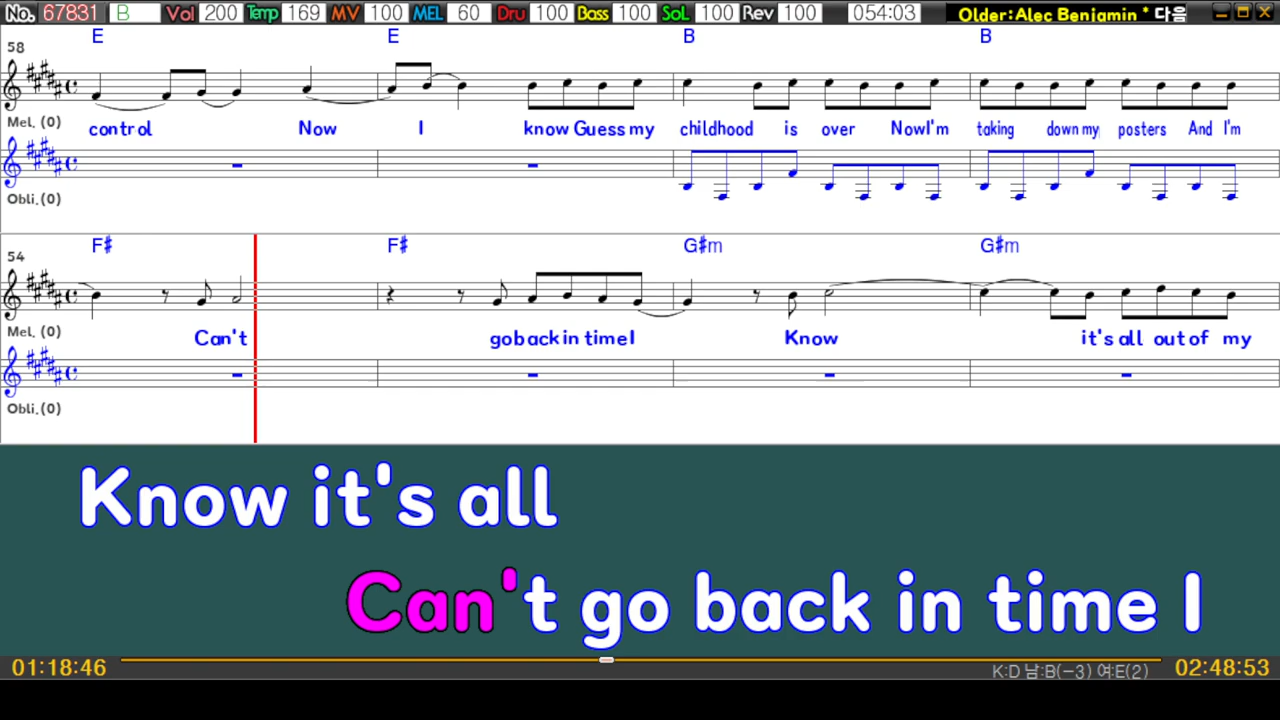 No. 67831 B Vol 200 Temp 169 MV 100 MEL 60 Dru 100 Bass 100 SoL 100 Rev 100 054:03 Older:Alec Benjamin * 다음
E E B B
58
Mel. (0) control Now I know Guess my childhood is over Now I'm taking down my posters And I'm
Obli.(0)
F# F# G#m G#m
54
Mel. (0) Can't go back in time I Know it's all out of my
Obli.(0)
Know it's all
Can't go back in time I
01:18:46 K:D 남:B(-3) 여:E(2) 02:48:53